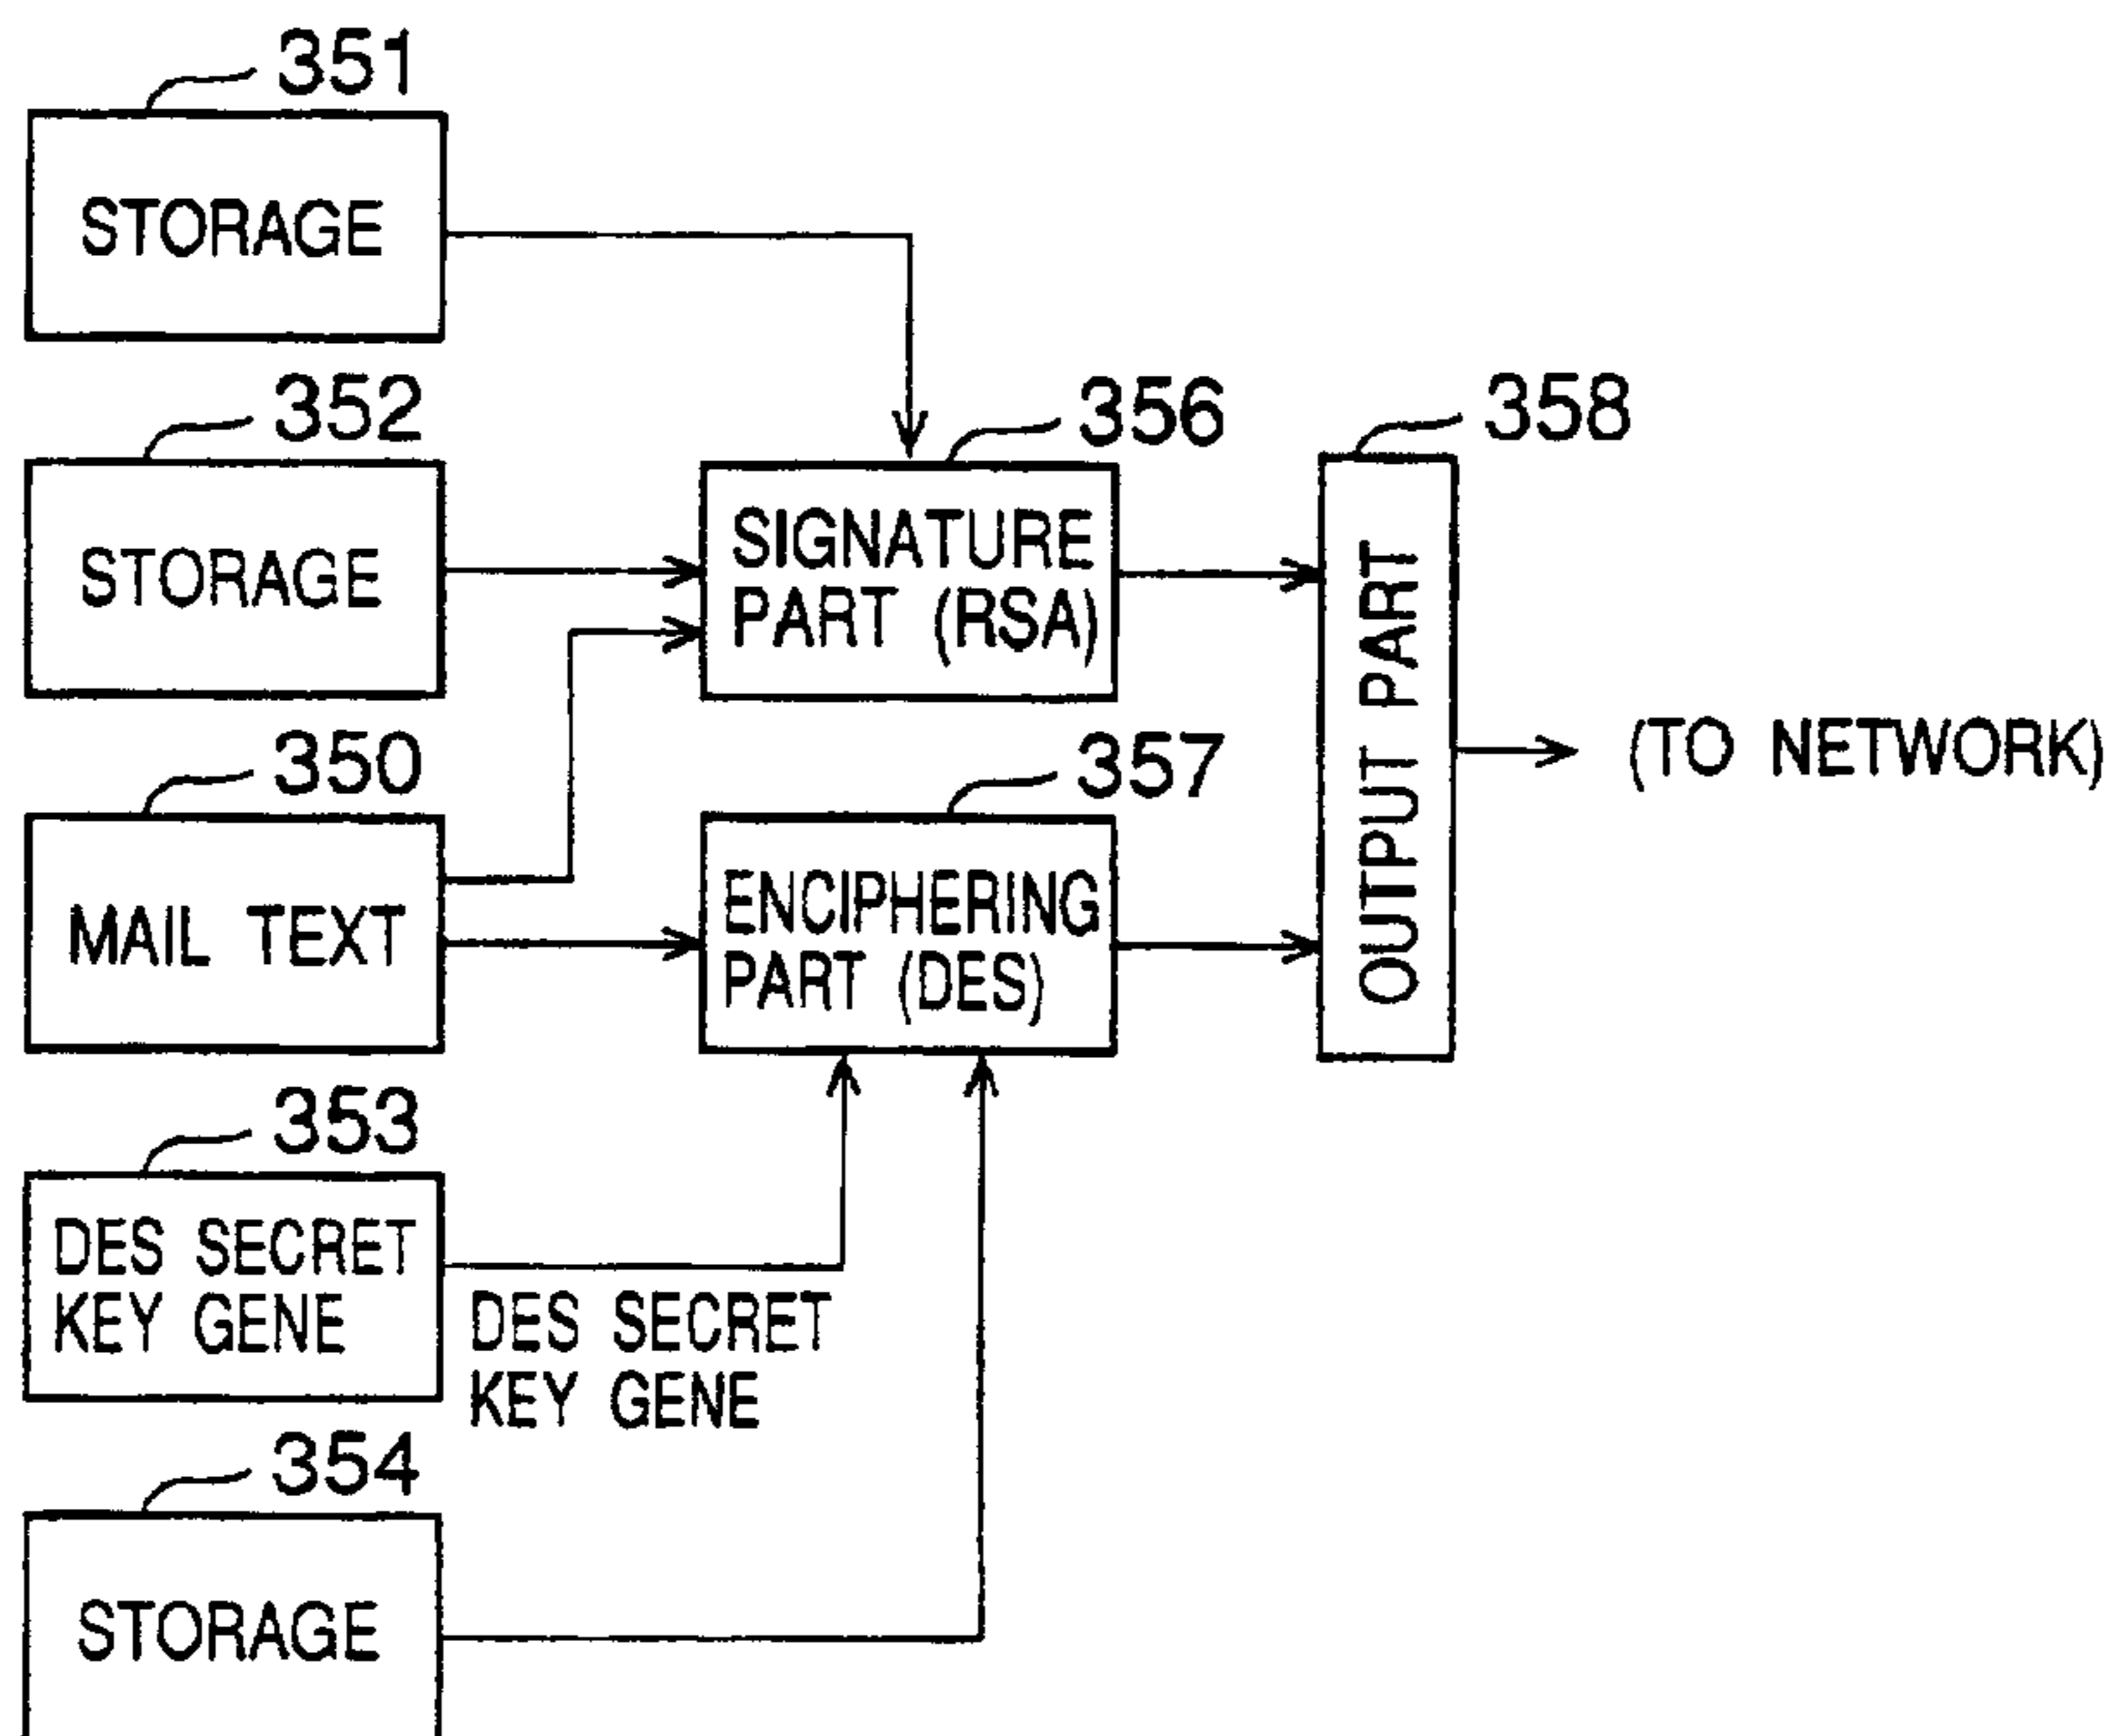 351
STORAGE
352
STORAGE
356
SIGNATURE
PART (RSA)
358
OUTPUT PART
(TO NETWORK)
350
MAIL TEXT
357
ENCIPHERING
PART (DES)
353
DES SECRET
KEY GENE
DES SECRET
KEY GENE
354
STORAGE